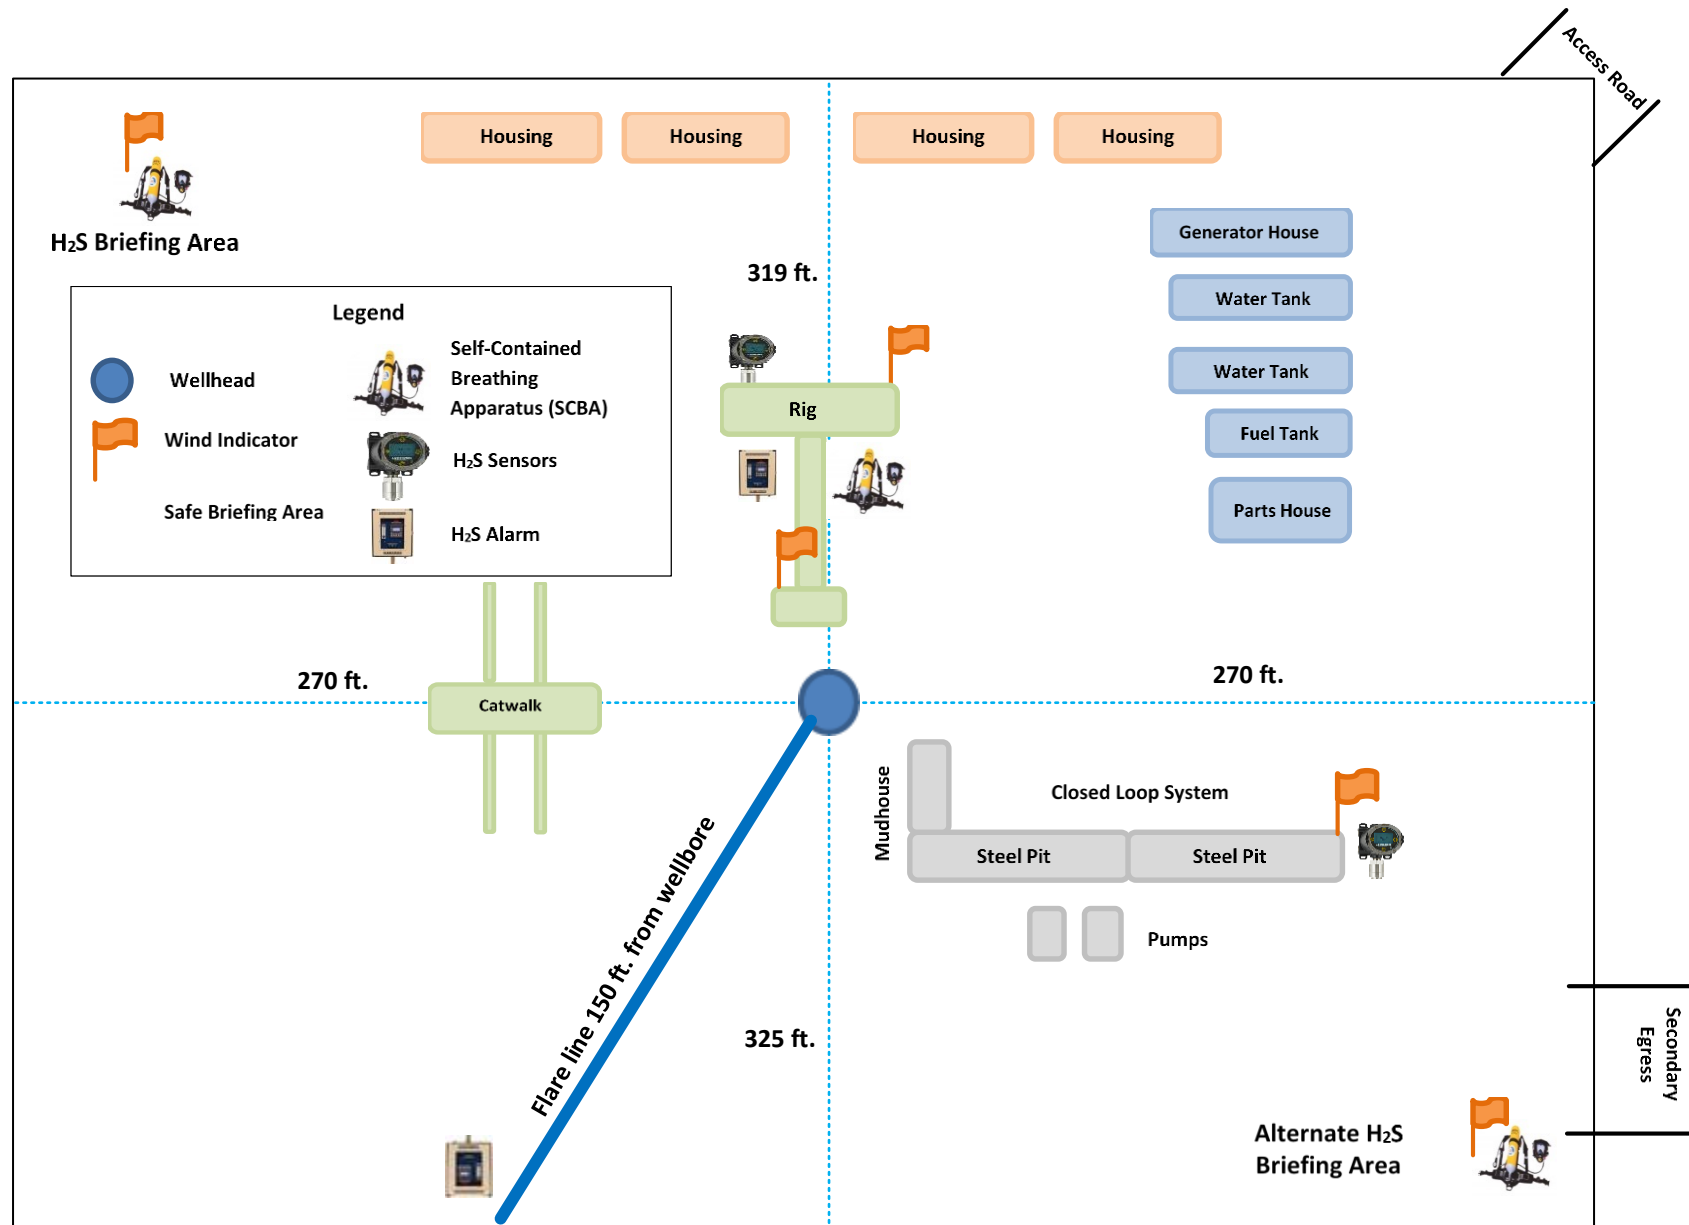 Access Road
Housing
Housing
Housing
Housing
H₂S Briefing Area
Generator House
319 ft.
Water Tank
Legend
Wellhead
Self-Contained
Breathing
Apparatus (SCBA)
Wind Indicator
H₂S Sensors
Safe Briefing Area
H₂S Alarm
Water Tank
Rig
Fuel Tank
Parts House
270 ft.
270 ft.
Catwalk
Mudhouse
Closed Loop System
Steel Pit
Steel Pit
Pumps
Flare line 150 ft. from wellbore
325 ft.
Secondary
Egress
Alternate H₂S
Briefing Area